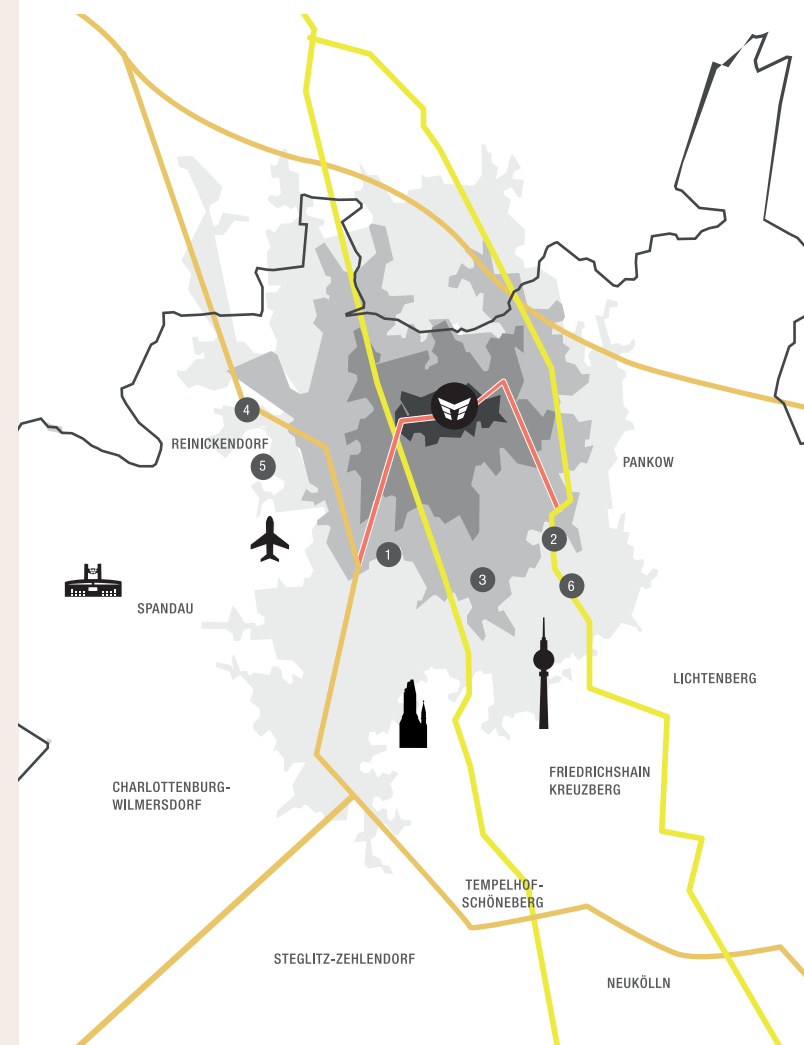 4
REINICKENDORF
5
PANKOW
2
1
3
6
SPANDAU
LICHTENBERG
FRIEDRICHSHAIN
KREUZBERG
CHARLOTTENBURG-
WILMERSDORF
TEMPELHOF-
SCHÖNEBERG
STEGLITZ-ZEHLENDORF
NEUKÖLLN